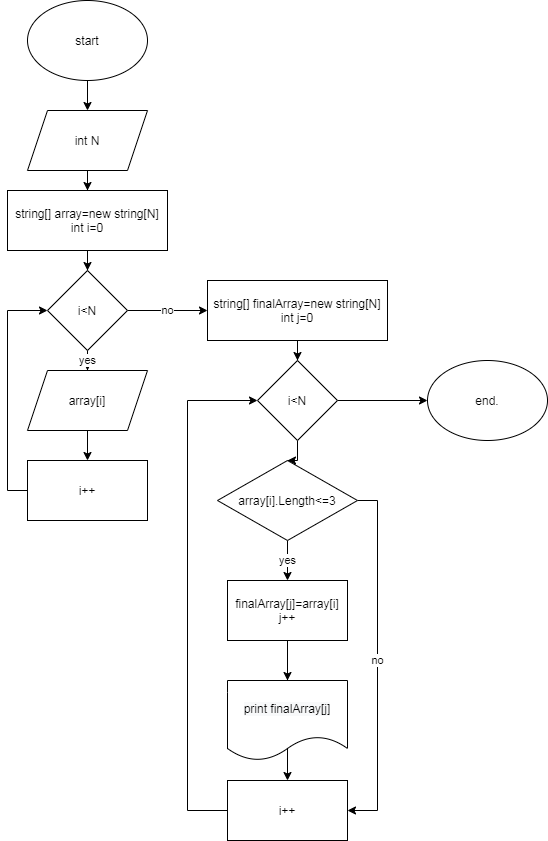 start
int N
string[] array=new string[N]
int i=0
i<N
no
yes
array[i]
i++
string[] finalArray=new string[N]
int j=0
i<N
end.
array[i].Length<=3
yes
no
finalArray[j]=array[i]
j++
print finalArray[j]
i++